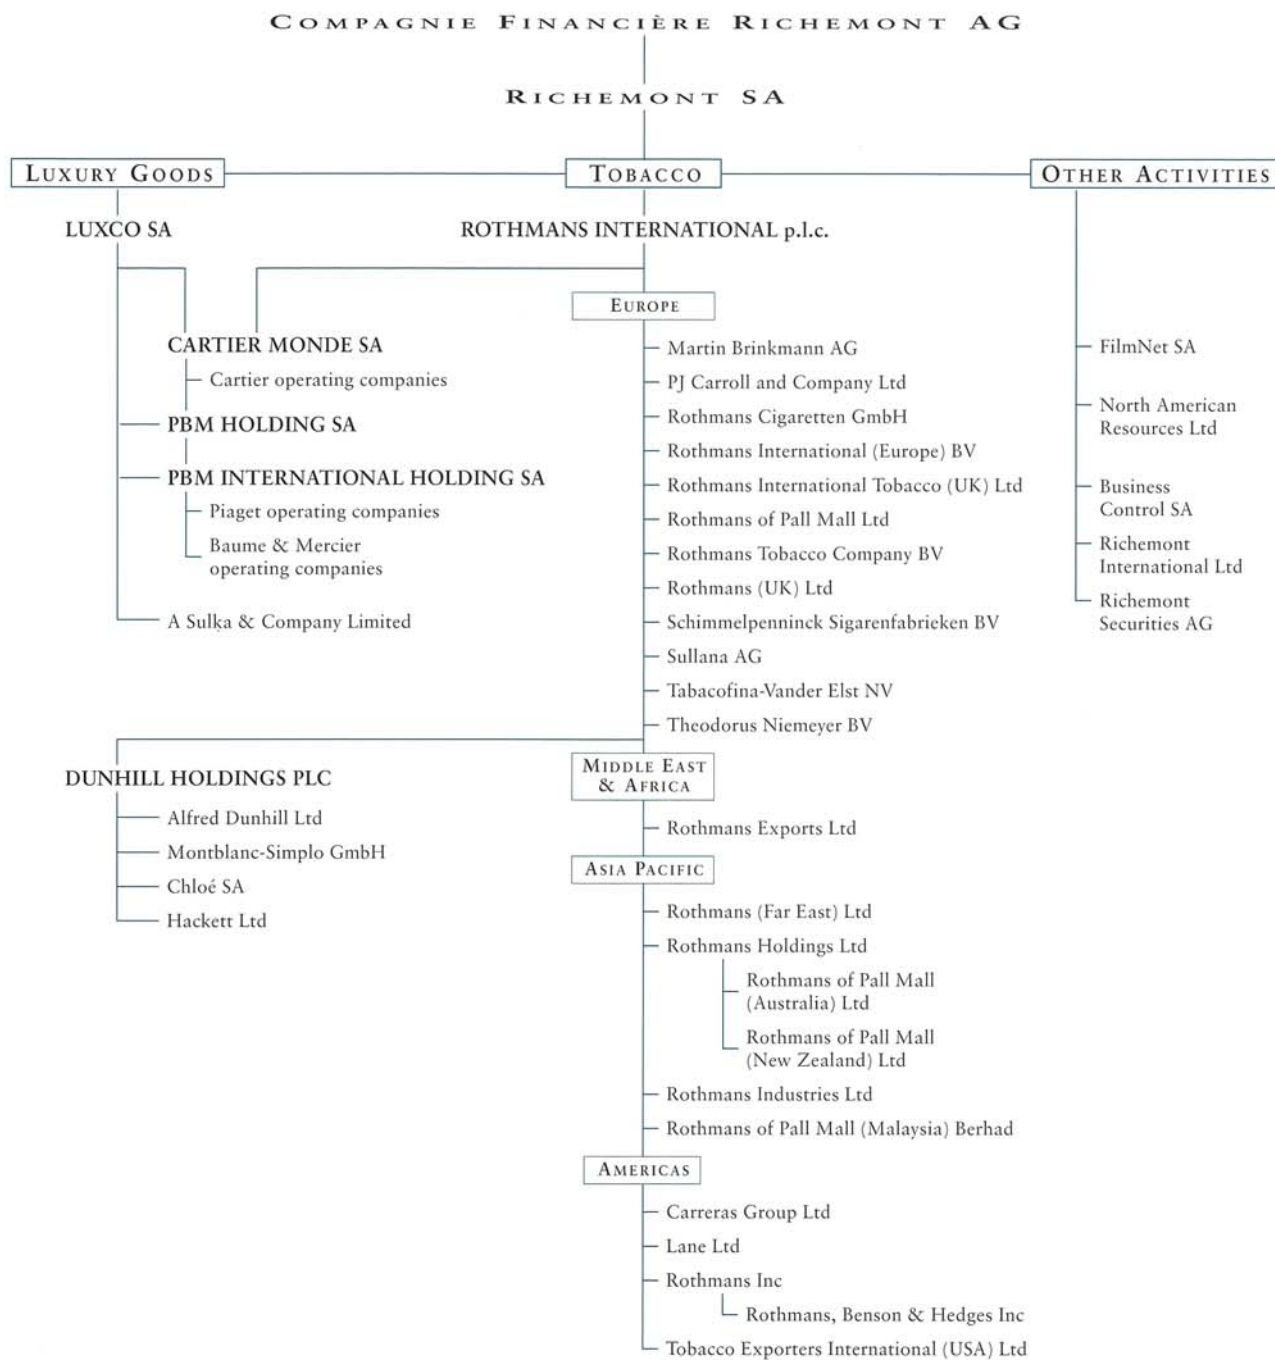 COMPAGNIE FINANCIÈRE RICHEMONT AG
RICHEMONT SA
LUXURY GOODS
TOBACCO
OTHER ACTIVITIES
LUXCO SA
ROTHMANS INTERNATIONAL p.l.c.
CARTIER MONDE SA
Cartier operating companies
PBM HOLDING SA
PBM INTERNATIONAL HOLDING SA
Piaget operating companies
Baume & Mercier
operating companies
A Sulka & Company Limited
EUROPE
Martin Brinkmann AG
PJ Carroll and Company Ltd
Rothmans Cigaretten GmbH
Rothmans International (Europe) BV
Rothmans International Tobacco (UK) Ltd
Rothmans of Pall Mall Ltd
Rothmans Tobacco Company BV
Rothmans (UK) Ltd
Schimmelpenninck Sigarenfabrieken BV
Sullana AG
Tabacofina-Vander Elst NV
Theodorus Niemeyer BV
FilmNet SA
North American
Resources Ltd
Business
Control SA
Richemont
International Ltd
Richemont
Securities AG
DUNHILL HOLDINGS PLC
Alfred Dunhill Ltd
Montblanc-Simplo GmbH
Chloé SA
Hackett Ltd
MIDDLE EAST
& AFRICA
Rothmans Exports Ltd
ASIA PACIFIC
Rothmans (Far East) Ltd
Rothmans Holdings Ltd
Rothmans of Pall Mall
(Australia) Ltd
Rothmans of Pall Mall
(New Zealand) Ltd
Rothmans Industries Ltd
Rothmans of Pall Mall (Malaysia) Berhad
AMERICAS
Carreras Group Ltd
Lane Ltd
Rothmans Inc
Rothmans, Benson & Hedges Inc
Tobacco Exporters International (USA) Ltd